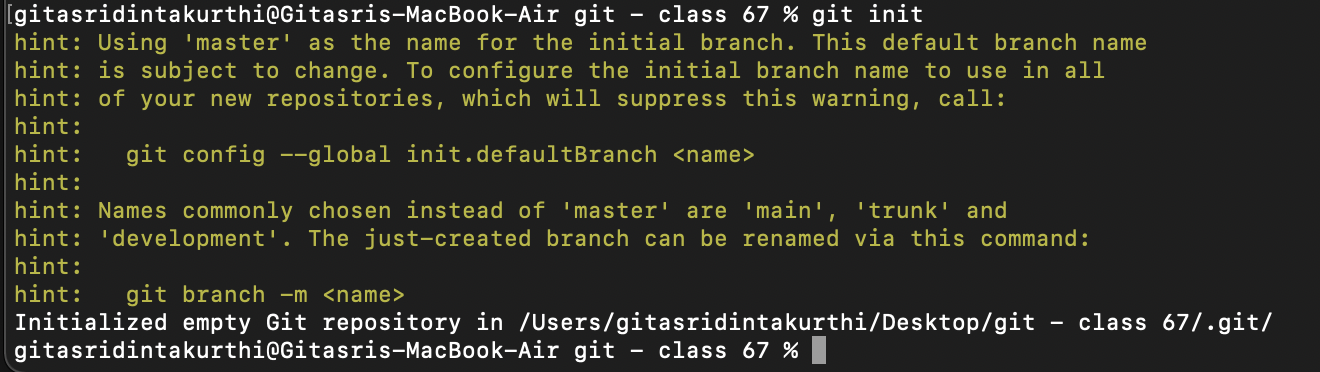 [gitasridintakurthi@Gitasris-MacBook-Air git - class 67 % git init
hint: Using 'master' as the name for the initial branch. This default branch name
hint: is subject to change. To configure the initial branch name to use in all
hint: of your new repositories, which will suppress this warning, call:
hint:
hint:   git config --global init.defaultBranch <name>
hint:
hint: Names commonly chosen instead of 'master' are 'main', 'trunk' and
hint: 'development'. The just-created branch can be renamed via this command:
hint:
hint:   git branch -m <name>
Initialized empty Git repository in /Users/gitasridintakurthi/Desktop/git - class 67/.git/
gitasridintakurthi@Gitasris-MacBook-Air git - class 67 %